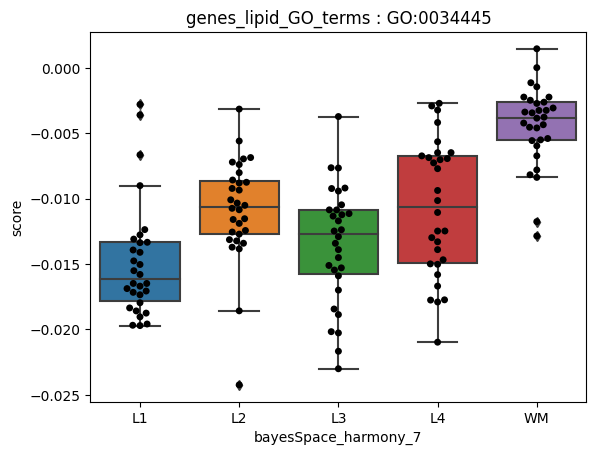 genes_lipid_GO_terms : GO:0034445
0.000
−0.005
−0.010
−0.015
−0.020
−0.025
score
L1 L2 L3 L4 WM
bayesSpace_harmony_7